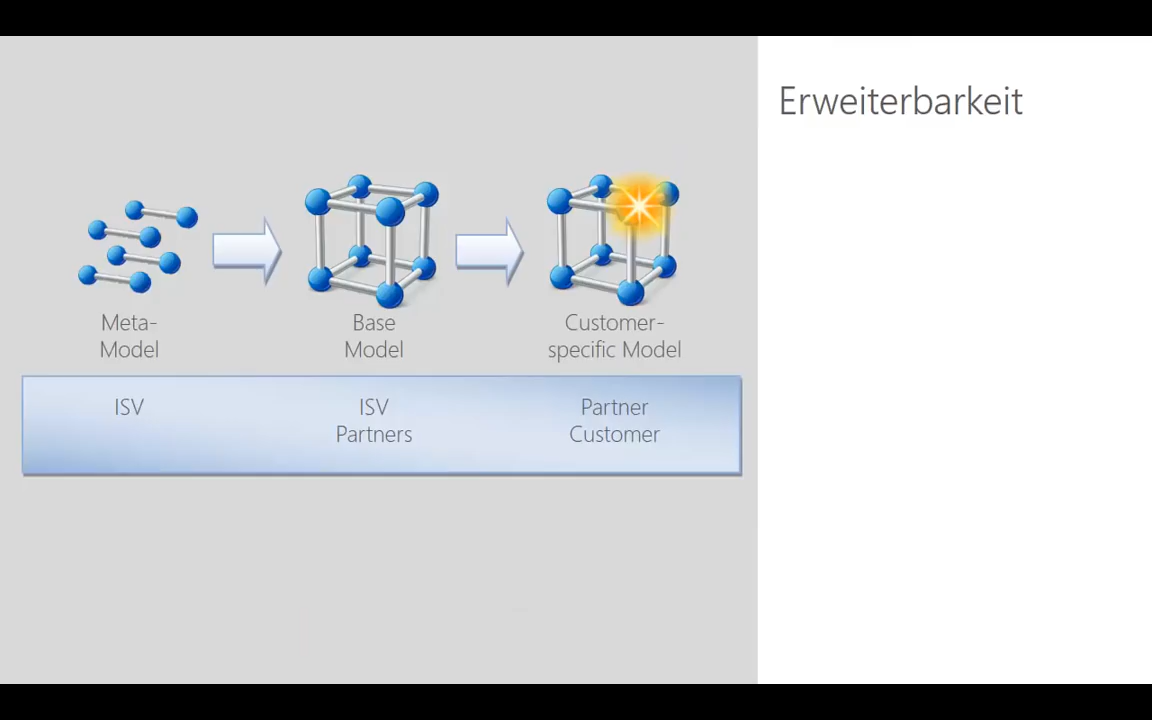 Erweiterbarkeit
Meta-
Model
Base
Model
Customer-
specific Model
ISV
ISV
Partners
Partner
Customer